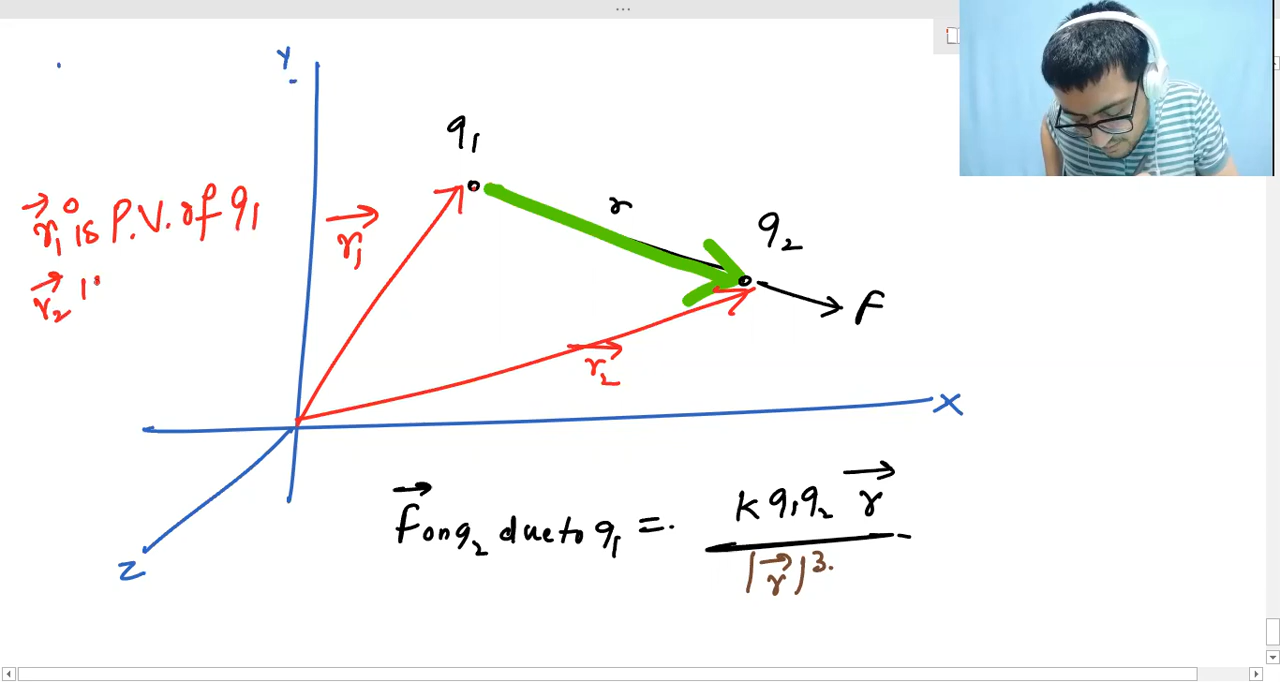 Y
q₁
r⃗₁ is P.V. of q₁
r⃗₁
r
q₂
r⃗₂ i
F
r⃗₂
X
F⃗ on q₂ due to q₁ = K q₁q₂ r⃗ / |r⃗|³
Z